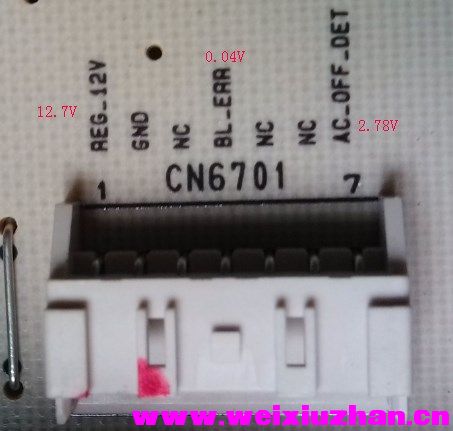 0.04V
12.7V
2.78V
REG_12V
GND
NC
BL_ERR
NC
NC
AC_OFF_DET
1 CN6701 7
www.weixiuzhan.cn